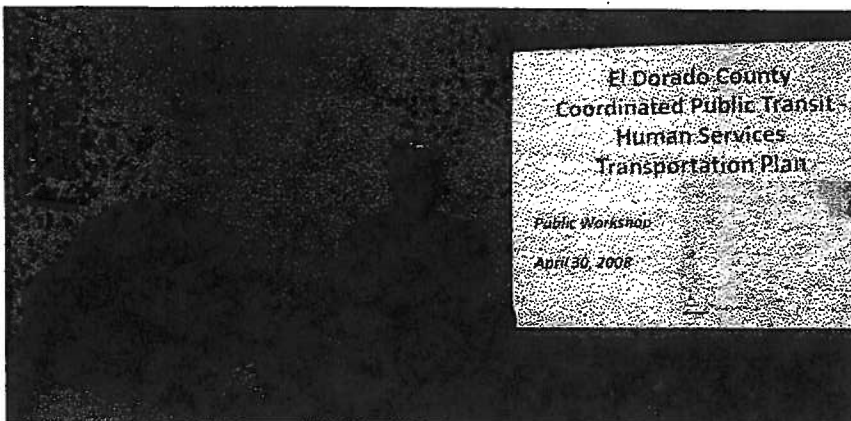 El Dorado County
Coordinated Public Transit -
Human Services
Transportation Plan
Public Workshop
April 30, 2008